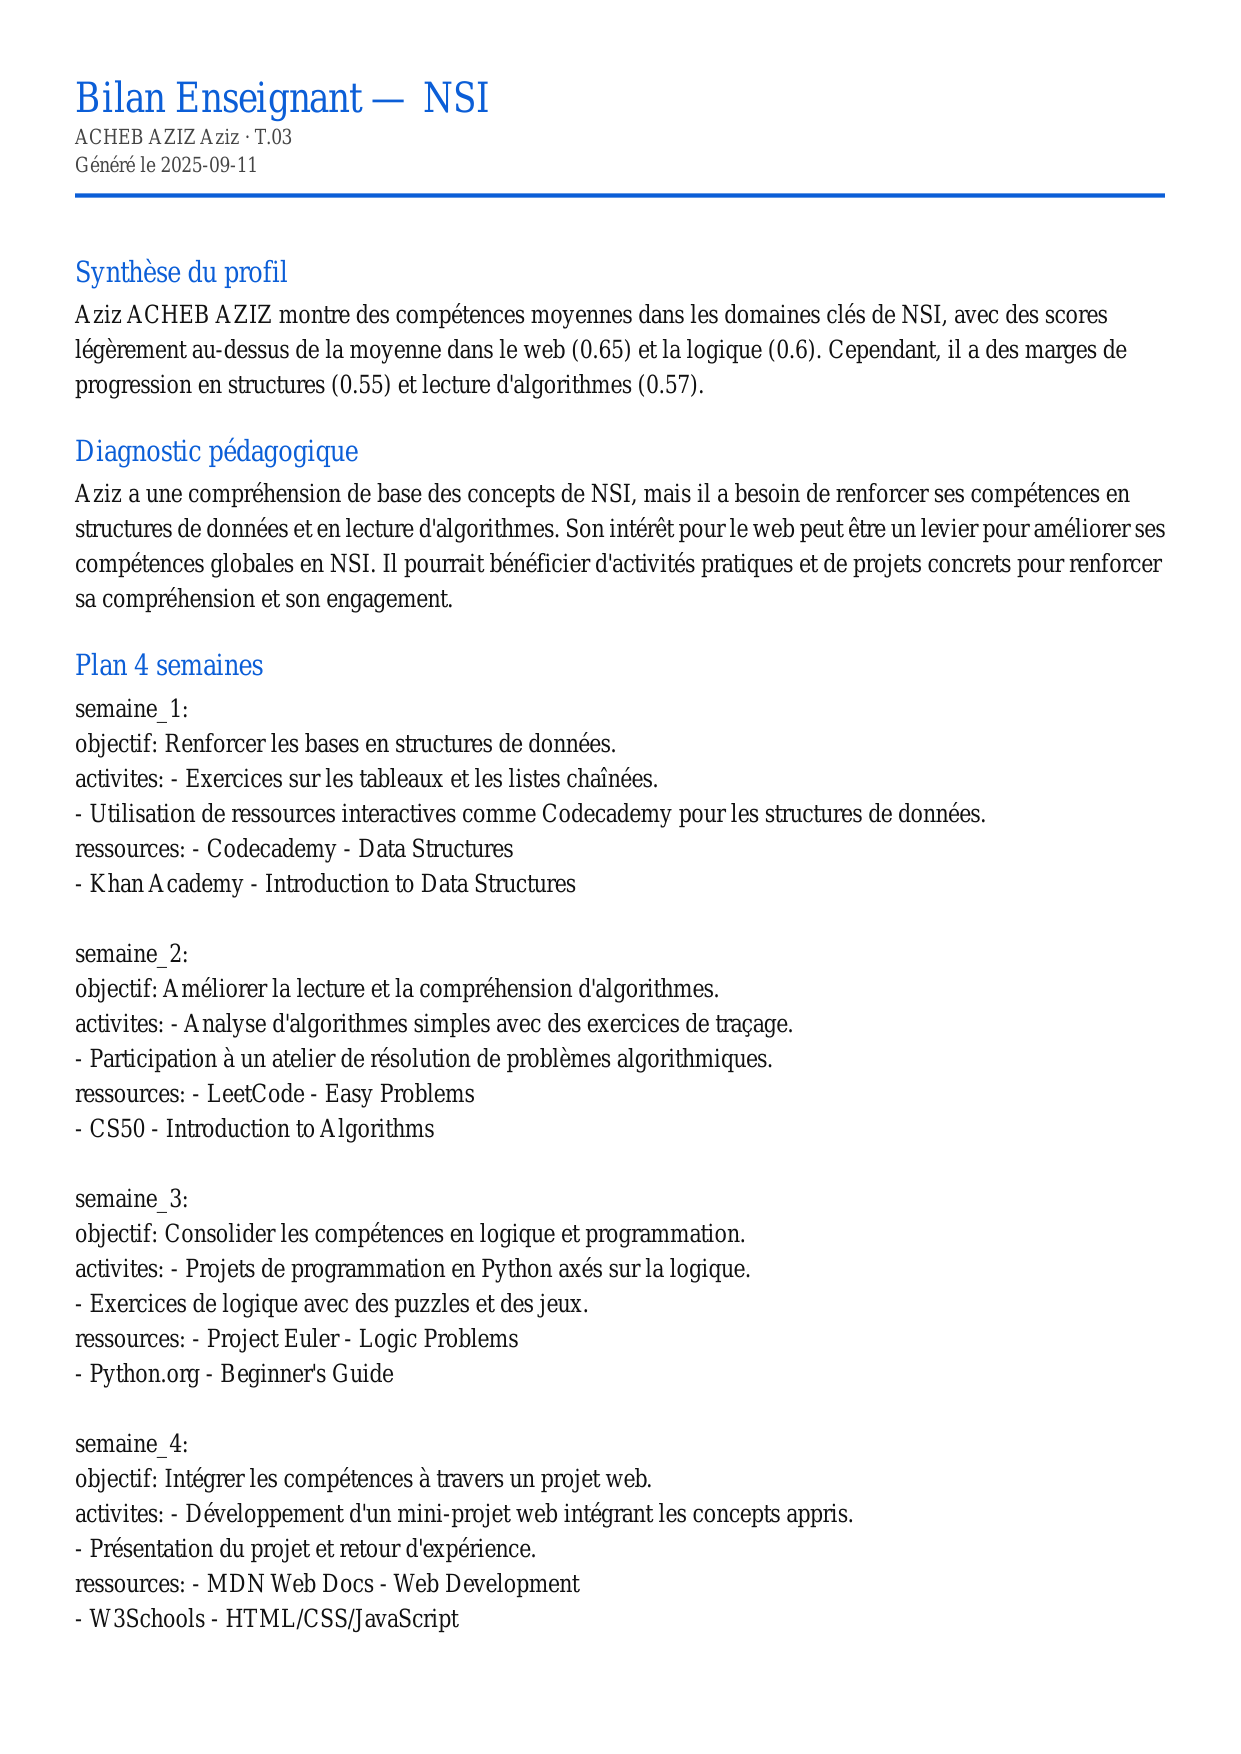 Bilan Enseignant — NSI
ACHEB AZIZ Aziz · T.03
Généré le 2025-09-11
Synthèse du profil
Aziz ACHEB AZIZ montre des compétences moyennes dans les domaines clés de NSI, avec des scores
légèrement au-dessus de la moyenne dans le web (0.65) et la logique (0.6). Cependant, il a des marges de
progression en structures (0.55) et lecture d'algorithmes (0.57).
Diagnostic pédagogique
Aziz a une compréhension de base des concepts de NSI, mais il a besoin de renforcer ses compétences en
structures de données et en lecture d'algorithmes. Son intérêt pour le web peut être un levier pour améliorer ses
compétences globales en NSI. Il pourrait bénéficier d'activités pratiques et de projets concrets pour renforcer
sa compréhension et son engagement.
Plan 4 semaines
semaine_1:
objectif: Renforcer les bases en structures de données.
activites: - Exercices sur les tableaux et les listes chaînées.
- Utilisation de ressources interactives comme Codecademy pour les structures de données.
ressources: - Codecademy - Data Structures
- Khan Academy - Introduction to Data Structures
semaine_2:
objectif: Améliorer la lecture et la compréhension d'algorithmes.
activites: - Analyse d'algorithmes simples avec des exercices de traçage.
- Participation à un atelier de résolution de problèmes algorithmiques.
ressources: - LeetCode - Easy Problems
- CS50 - Introduction to Algorithms
semaine_3:
objectif: Consolider les compétences en logique et programmation.
activites: - Projets de programmation en Python axés sur la logique.
- Exercices de logique avec des puzzles et des jeux.
ressources: - Project Euler - Logic Problems
- Python.org - Beginner's Guide
semaine_4:
objectif: Intégrer les compétences à travers un projet web.
activites: - Développement d'un mini-projet web intégrant les concepts appris.
- Présentation du projet et retour d'expérience.
ressources: - MDN Web Docs - Web Development
- W3Schools - HTML/CSS/JavaScript